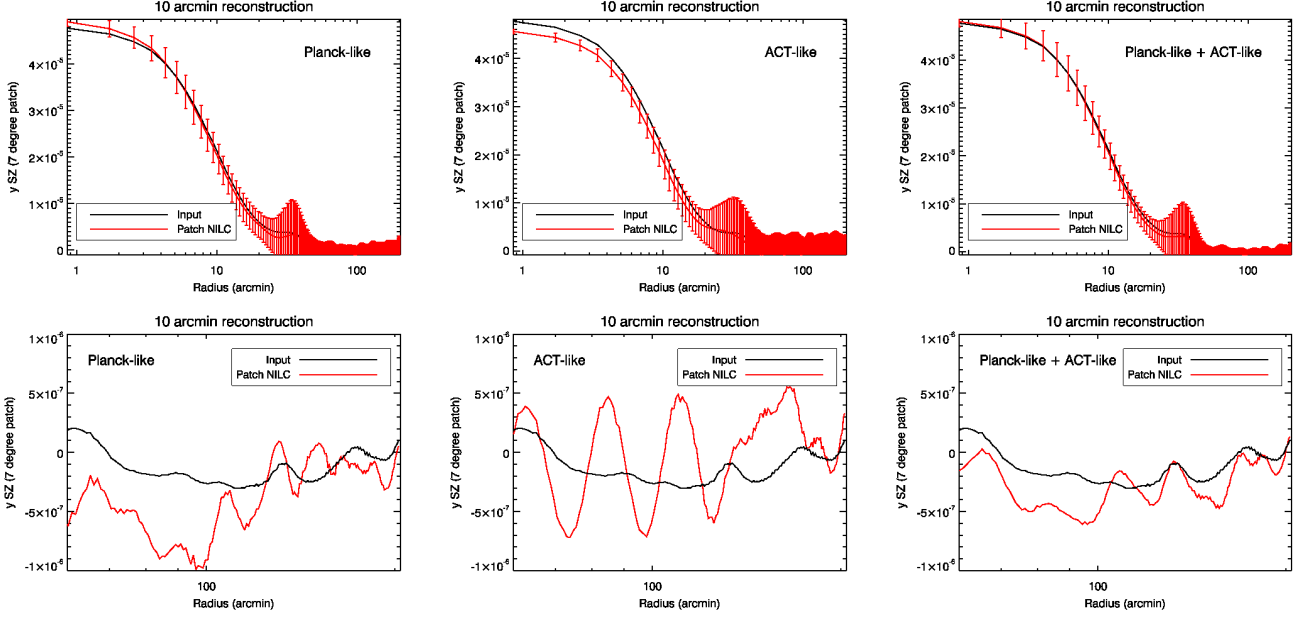 10 arcmin reconstruction
Planck-like
y SZ (7 degree patch)
4×10⁻⁵
3×10⁻⁵
2×10⁻⁵
1×10⁻⁵
0
Input
Patch NILC
1 10 100
Radius (arcmin)
10 arcmin reconstruction
ACT-like
y SZ (7 degree patch)
4×10⁻⁵
3×10⁻⁵
2×10⁻⁵
1×10⁻⁵
0
Input
Patch NILC
1 10 100
Radius (arcmin)
10 arcmin reconstruction
Planck-like + ACT-like
y SZ (7 degree patch)
4×10⁻⁵
3×10⁻⁵
2×10⁻⁵
1×10⁻⁵
0
Input
Patch NILC
1 10 100
Radius (arcmin)
10 arcmin reconstruction
Planck-like
Input
Patch NILC
y SZ (7 degree patch)
1×10⁻⁶
5×10⁻⁷
0
-5×10⁻⁷
-1×10⁻⁶
100
Radius (arcmin)
10 arcmin reconstruction
ACT-like
Input
Patch NILC
y SZ (7 degree patch)
1×10⁻⁶
5×10⁻⁷
0
-5×10⁻⁷
-1×10⁻⁶
100
Radius (arcmin)
10 arcmin reconstruction
Planck-like + ACT-like
Input
Patch NILC
y SZ (7 degree patch)
1×10⁻⁶
5×10⁻⁷
0
-5×10⁻⁷
-1×10⁻⁶
100
Radius (arcmin)